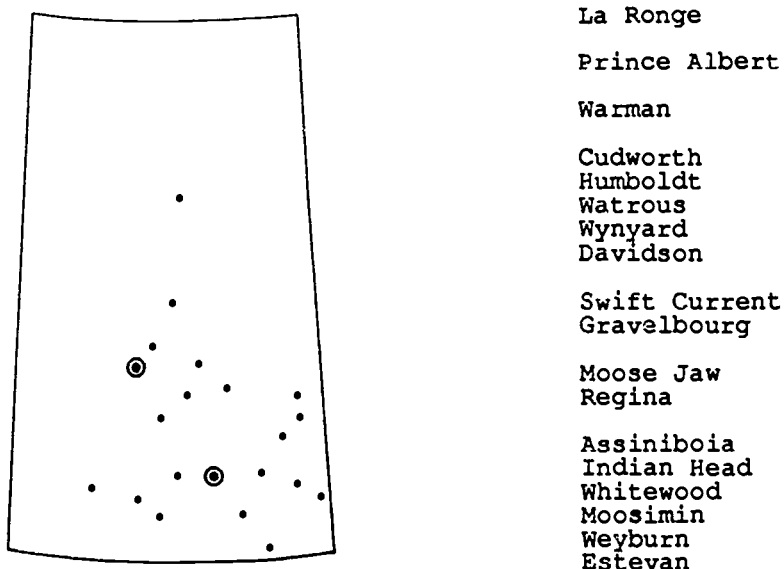 La Ronge
Prince Albert
Warman
Cudworth
Humboldt
Watrous
Wynyard
Davidson
Swift Current
Gravelbourg
Moose Jaw
Regina
Assiniboia
Indian Head
Whitewood
Moosimin
Weyburn
Estevan